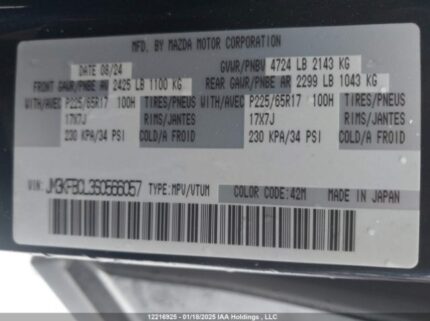 MFD. BY MAZDA MOTOR CORPORATION
DATE 08/24 GVWR/PNBV 4724 LB 2143 KG
FRONT GAWR/PNBE AV 2425 LB 1100 KG REAR GAWR/PNBE AR 2299 LB 1043 KG
WITH/AVEC P225/65R17 100H TIRES/PNEUS WITH/AVEC P225/65R17 100H TIRES/PNEUS
17X7J RIMS/JANTES 17X7J RIMS/JANTES
230 KPA/34 PSI COLD/A FROID 230 KPA/34 PSI COLD/A FROID
VIN: JM3KFBCL3S0566057 TYPE:MPV/VTUM COLOR CODE:42M MADE IN JAPAN
12216925 - 01/16/2025 IAA Holdings , LLC